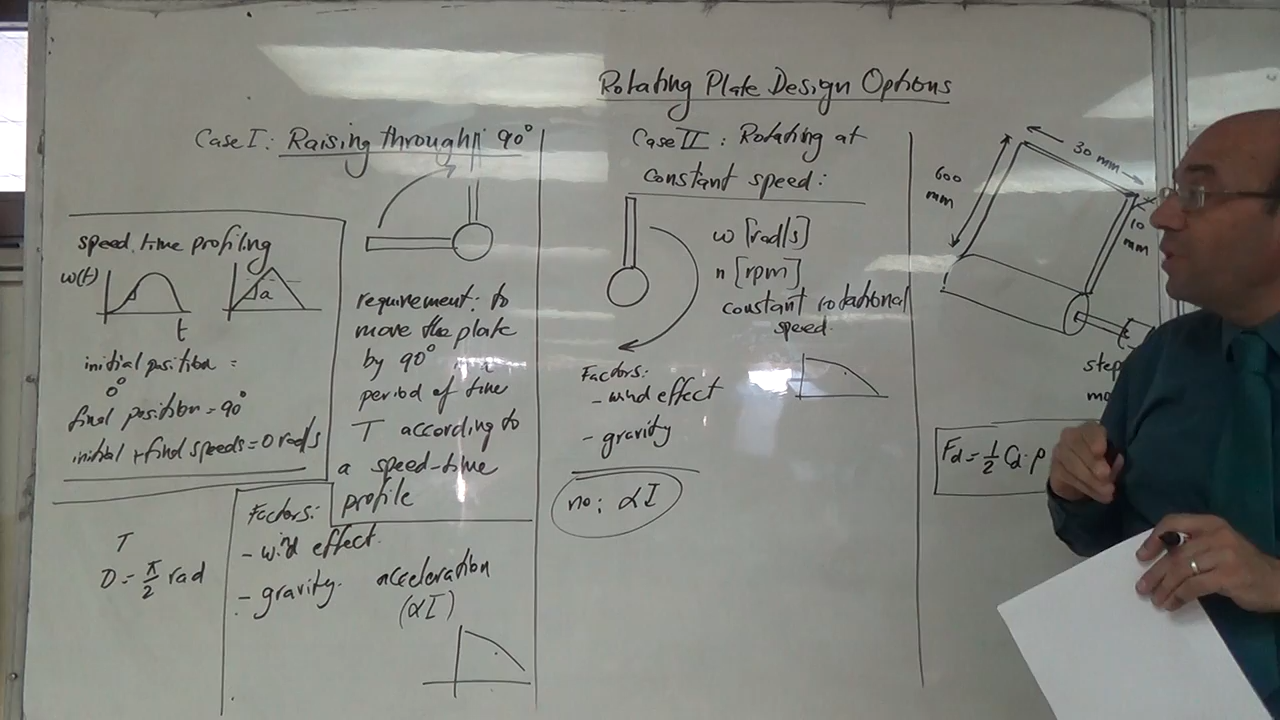 Rotating Plate Design Options
Case I: Raising through 90°
speed time profiling
ω(t)
t
a
initial position =
0°
final position = 90°
initial + final speeds = 0 rad/s
requirement: to
move the plate
by 90° in a
period of time
T according to
a speed-time
profile
T
θ = π/2 rad
Factors:
- wind effect.
- gravity.
acceleration
(αI)
Case II: Rotating at
constant speed:
ω [rad/s]
n [rpm]
constant rotational
speed.
Factors:
- wind effect
- gravity
no: αI
600
mm
30 mm
10
mm
step
mo
Fd = 1/2 Cd · ρ